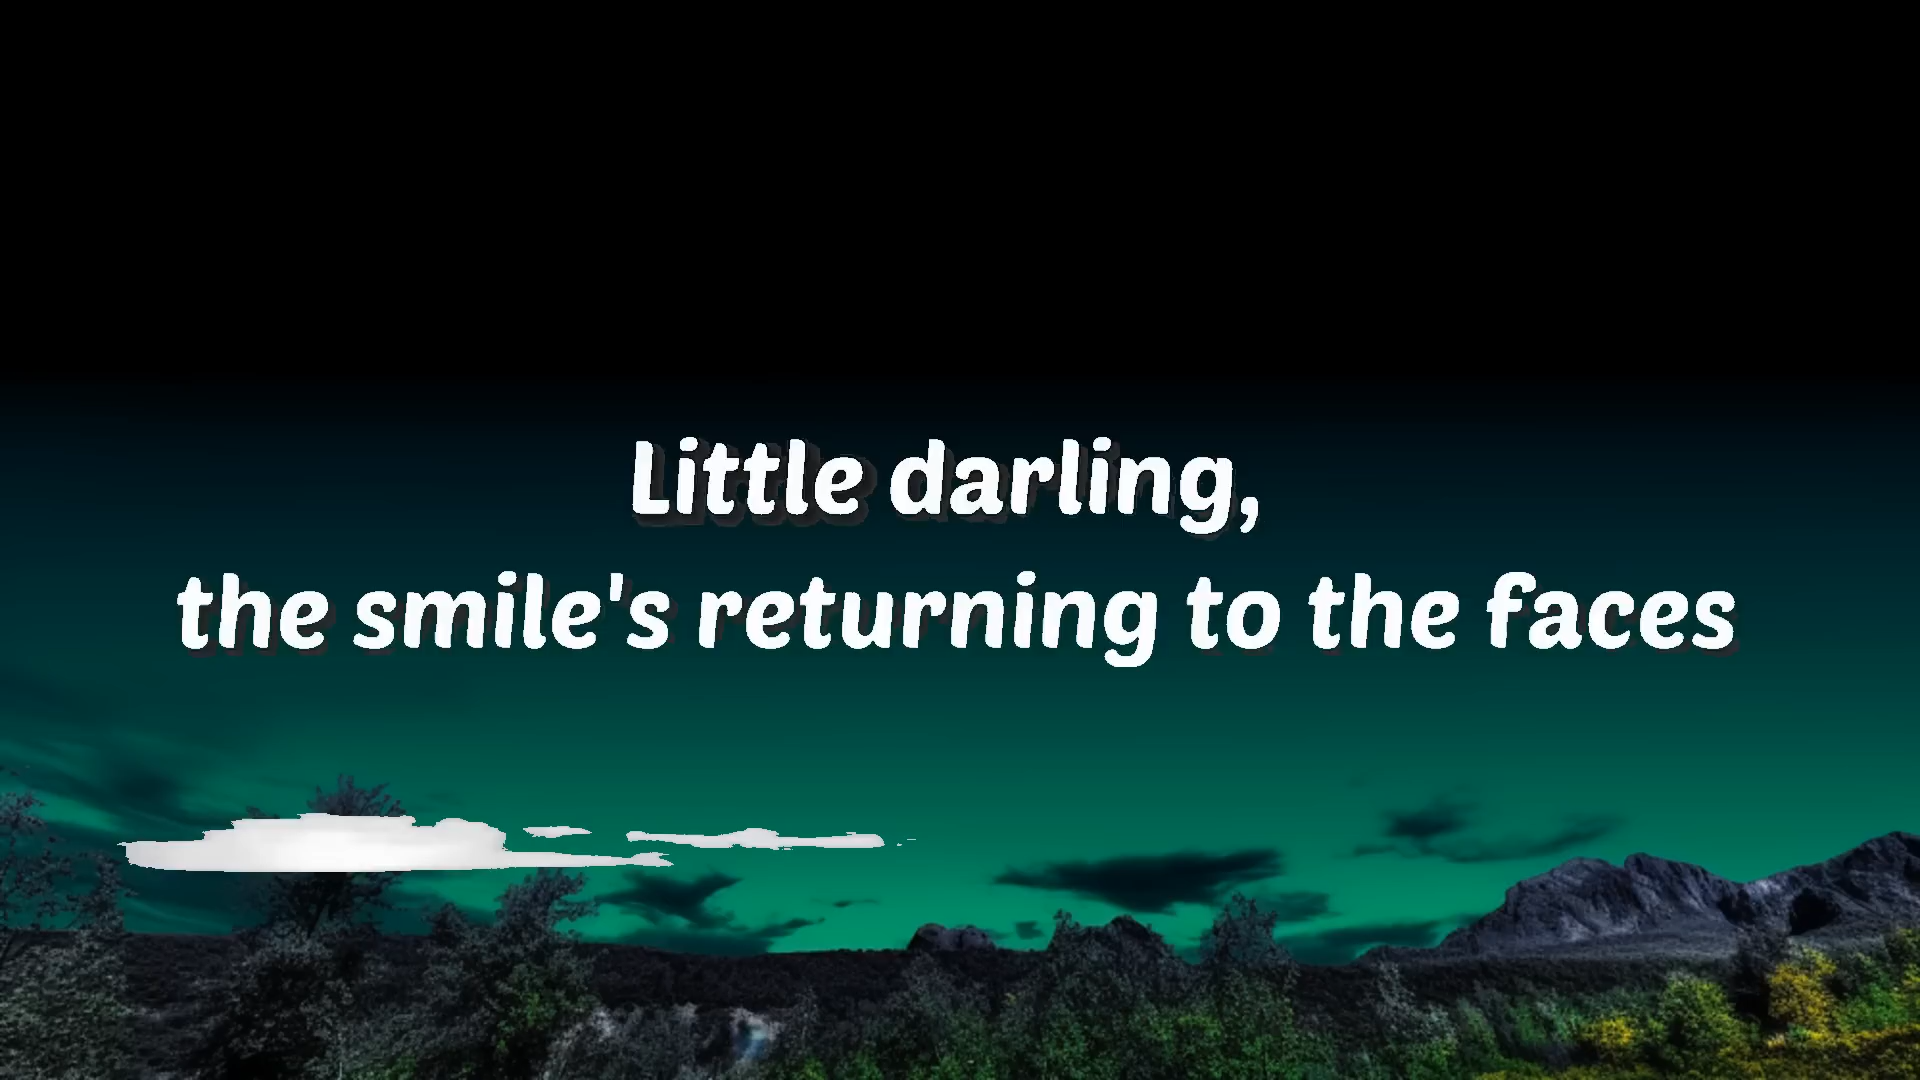 Little darling,
the smile's returning to the faces